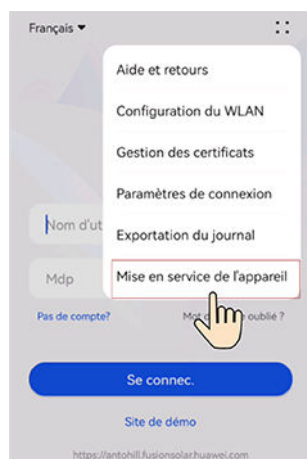 Français
Aide et retours
Configuration du WLAN
Gestion des certificats
Paramètres de connexion
Nom d'ut
Exportation du journal
Mdp
Mise en service de l'appareil
Pas de compte?
Mot oublié ?
Se connec.
Site de démo
https://antohill.fusionsolar.huawei.com